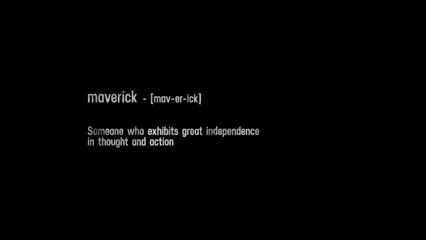 maverick - [mav-er-ick]
Someone who exhibits great independence
in thought and action